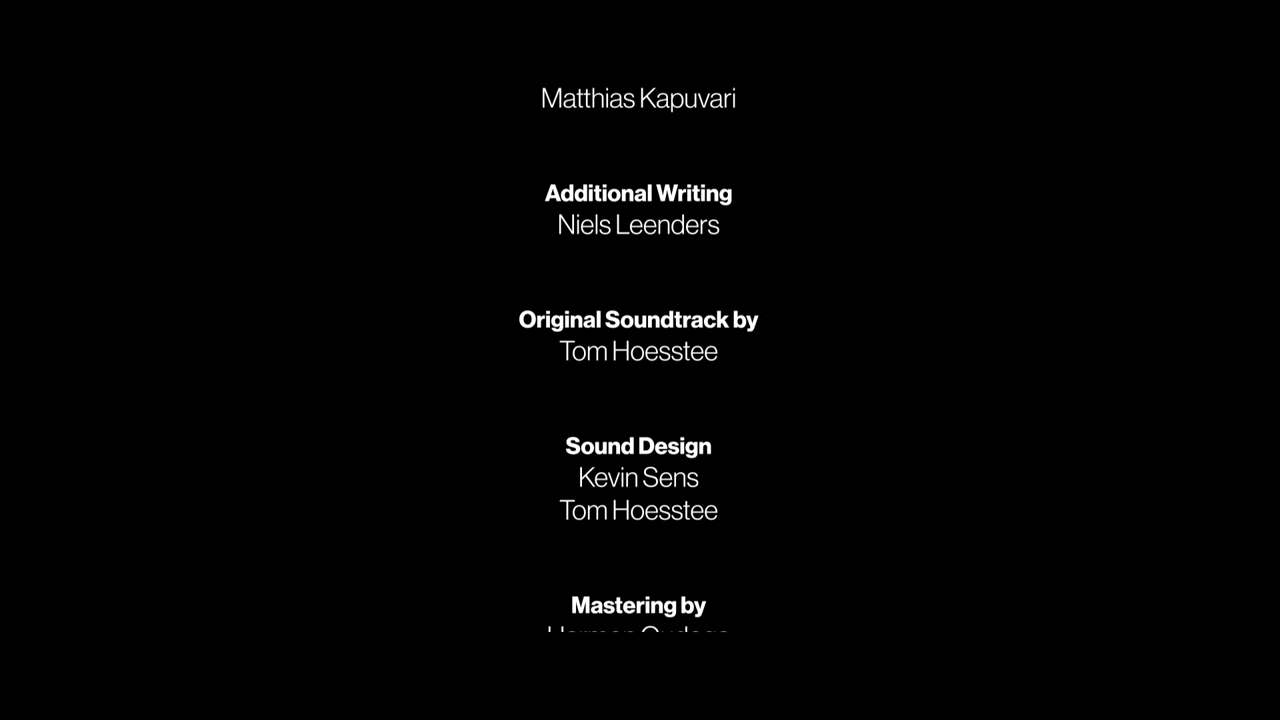 Matthias Kapuvari
Additional Writing
Niels Leenders
Original Soundtrack by
Tom Hoesstee
Sound Design
Kevin Sens
Tom Hoesstee
Mastering by